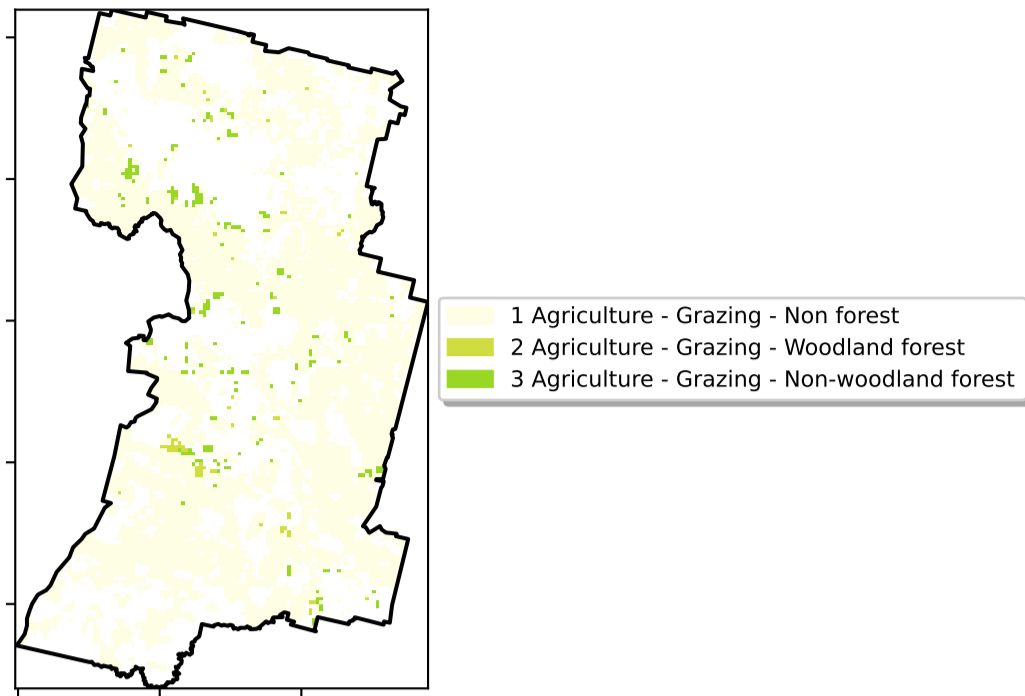 1 Agriculture - Grazing - Non forest
2 Agriculture - Grazing - Woodland forest
3 Agriculture - Grazing - Non-woodland forest